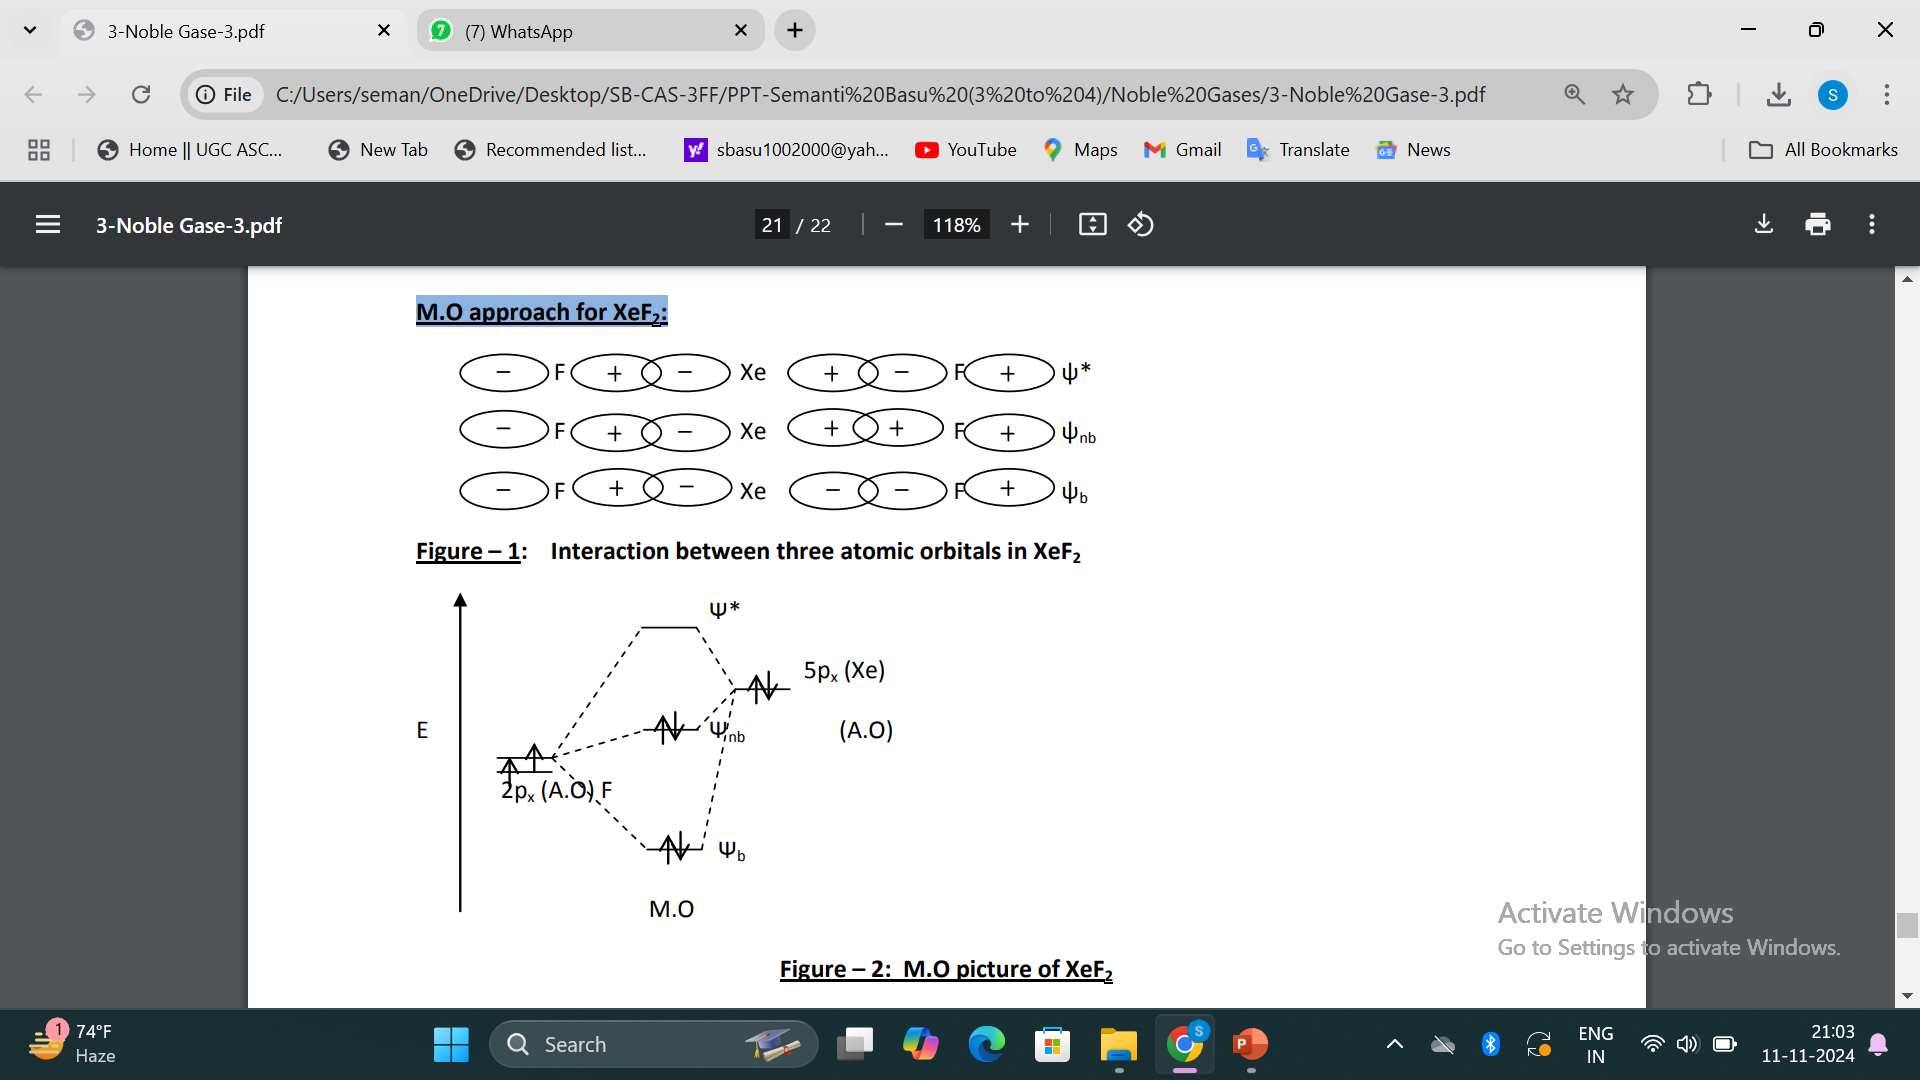 3-Noble Gase-3.pdf
7 (7) WhatsApp
File C:/Users/seman/OneDrive/Desktop/SB-CAS-3FF/PPT-Semanti%20Basu%20(3%20to%204)/Noble%20Gases/3-Noble%20Gase-3.pdf S
Home || UGC ASC... New Tab Recommended list... sbasu1002000@yah... YouTube Maps Gmail Translate News All Bookmarks
3-Noble Gase-3.pdf 21 / 22 118%
M.O approach for XeF₂:
− F + − Xe + − F + ψ*
− F + − Xe + + F + ψnb
− F + − Xe − − F + ψb
Figure – 1: Interaction between three atomic orbitals in XeF₂
Ψ*
5pₓ (Xe)
E Ψnb (A.O)
2pₓ (A.O) F
Ψb
M.O
Activate Windows
Go to Settings to activate Windows.
Figure – 2: M.O picture of XeF₂
1 74°F
Haze
Search
S
P
ENG
IN
21:03
11-11-2024